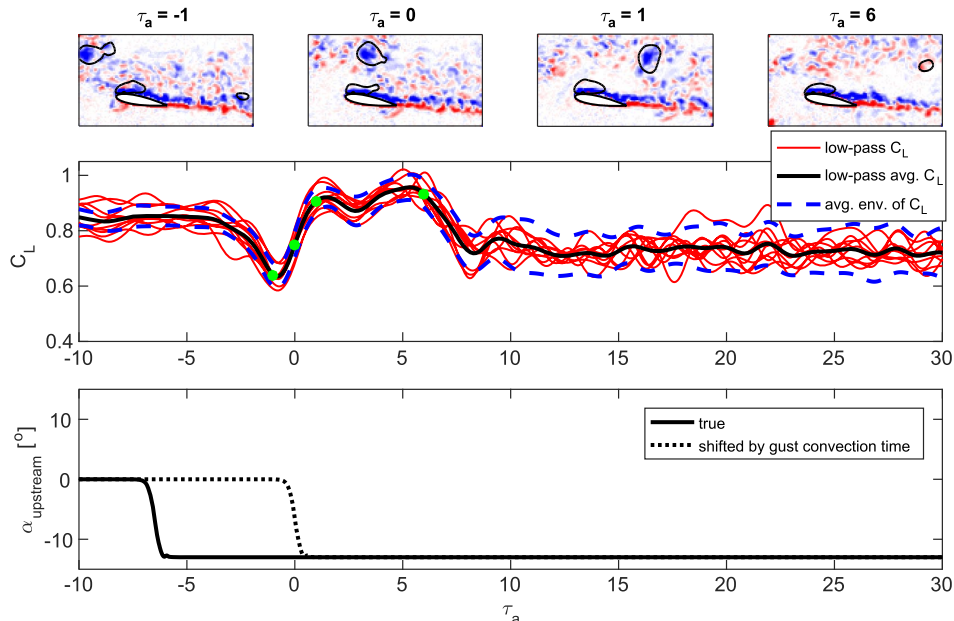 τa = -1 τa = 0 τa = 1 τa = 6
low-pass CL
low-pass avg. CL
avg. env. of CL
CL
1
0.8
0.6
0.4
-10 -5 0 5 10 15 20 25 30
αupstream [o]
10
0
-10
true
shifted by gust convection time
-10 -5 0 5 10 15 20 25 30
τa